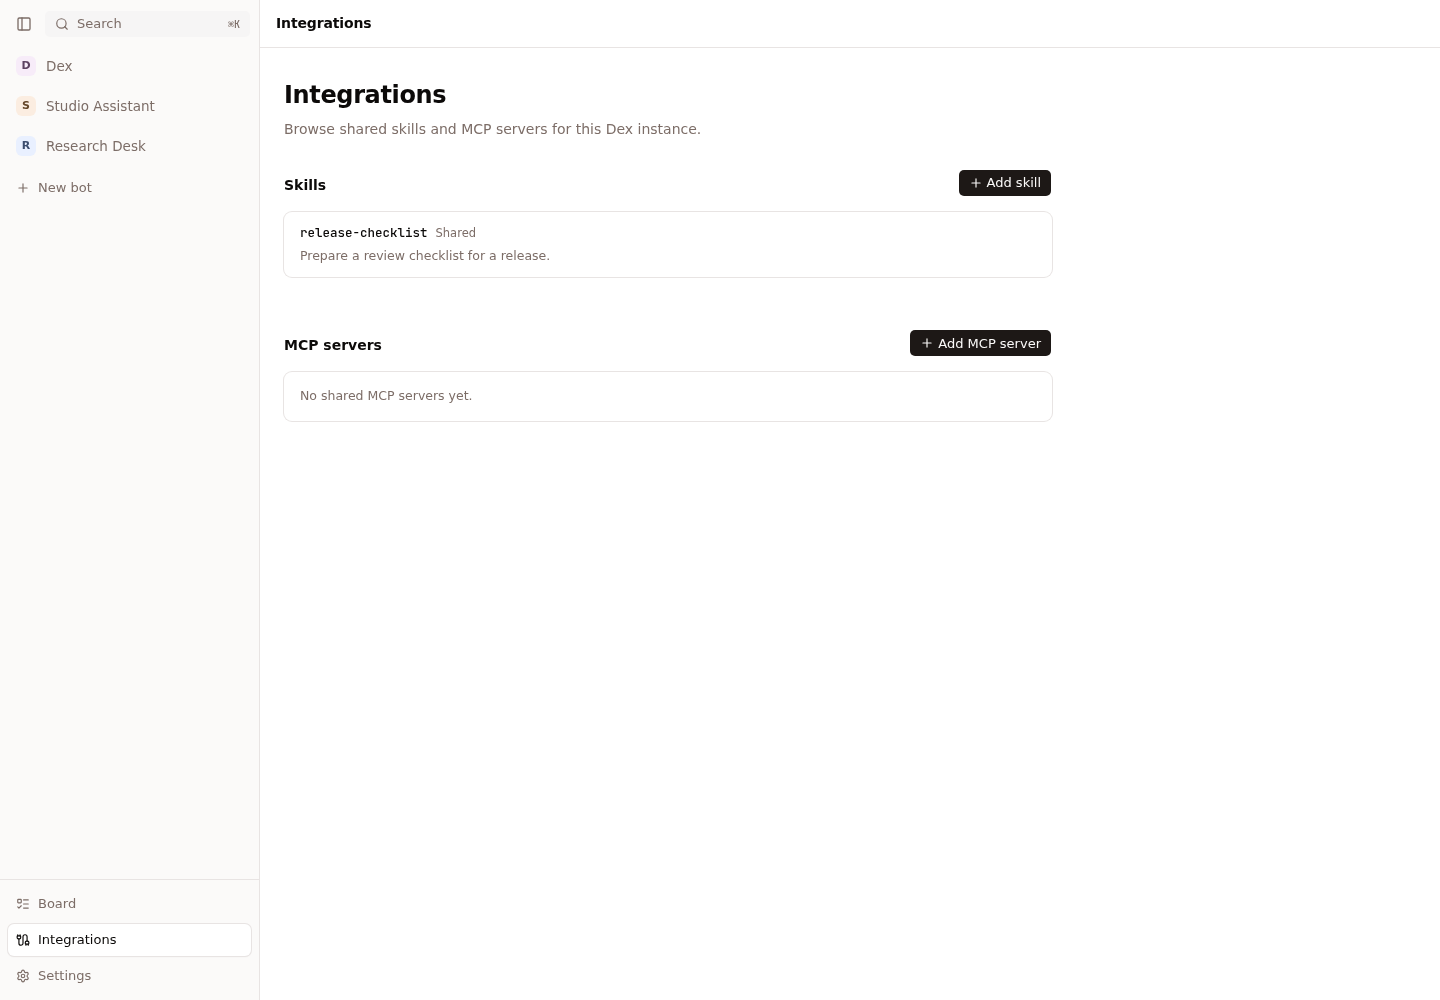 Search ⌘K
D Dex
S Studio Assistant
R Research Desk
New bot
Board
Integrations
Settings
Integrations
Integrations
Browse shared skills and MCP servers for this Dex instance.
Skills
Add skill
release-checklist Shared
Prepare a review checklist for a release.
MCP servers
Add MCP server
No shared MCP servers yet.